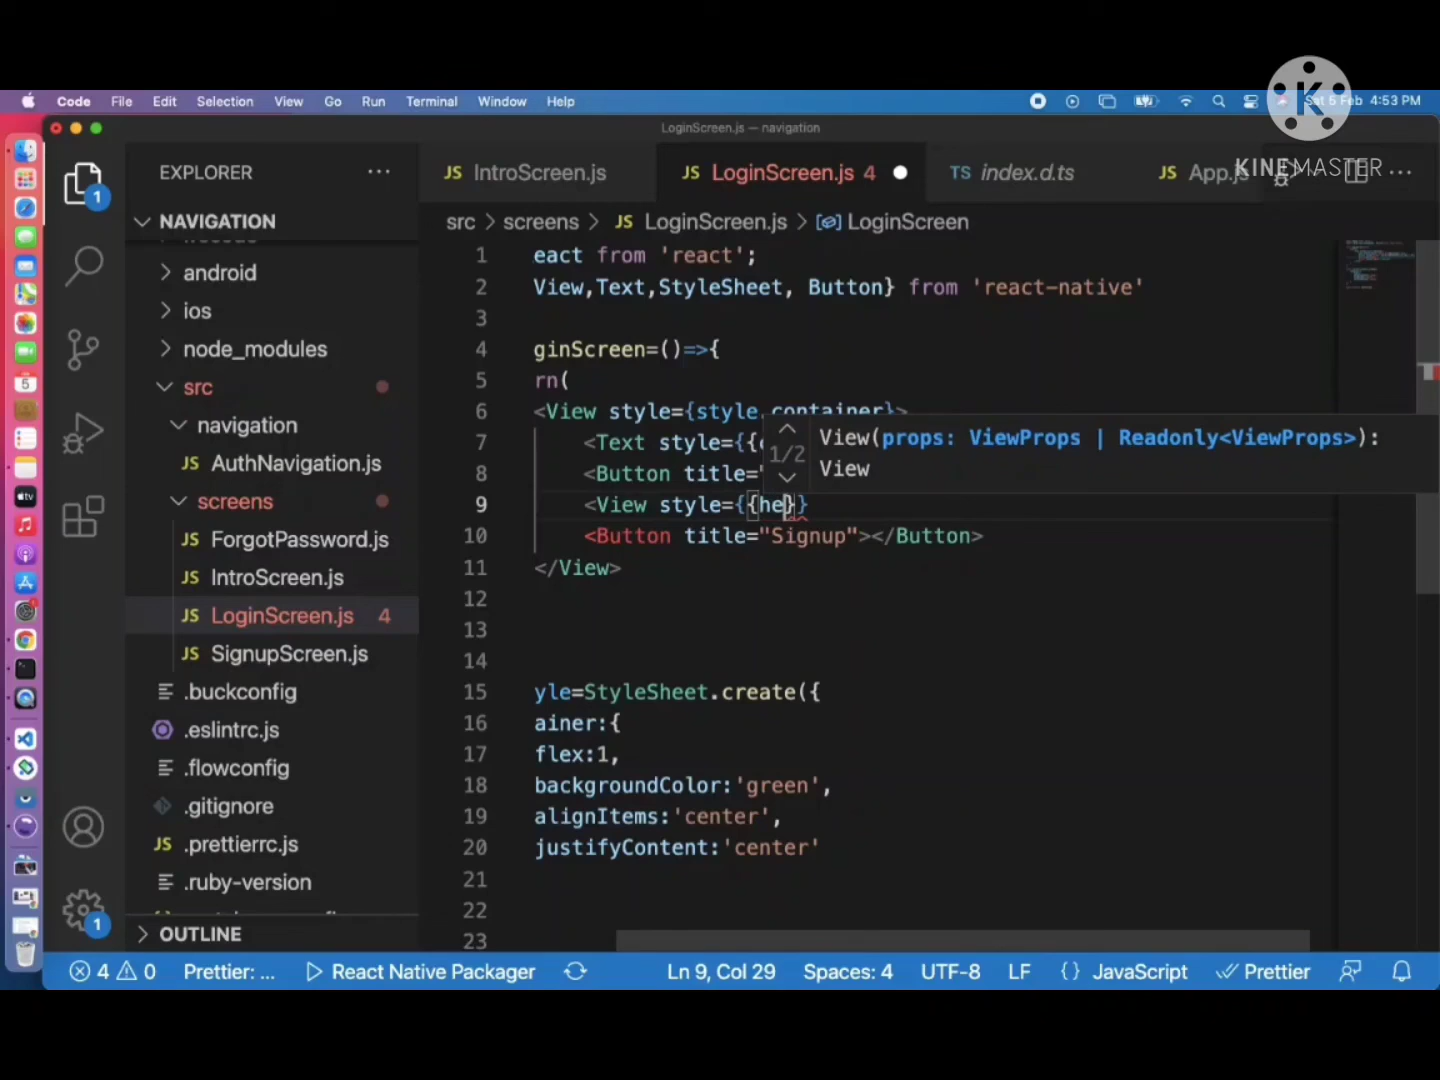 Code File Edit Selection View Go Run Terminal Window Help Sat 5 Feb 4:53 PM
K
KINEMASTER
LoginScreen.js — navigation
EXPLORER ...
JS IntroScreen.js JS LoginScreen.js 4 TS index.d.ts JS App.js ...
1
NAVIGATION
src > screens > JS LoginScreen.js > LoginScreen
android
ios
node_modules
src
navigation
JS AuthNavigation.js
screens
JS ForgotPassword.js
JS IntroScreen.js
JS LoginScreen.js 4
JS SignupScreen.js
.buckconfig
.eslintrc.js
.flowconfig
.gitignore
JS .prettierrc.js
.ruby-version
OUTLINE
1
1 eact from 'react';
2 View,Text,StyleSheet, Button} from 'react-native'
3
4 ginScreen=()=>{
5 rn(
6 <View style={style.container}>
7 <Text style={{
8 <Button title="
9 <View style={{he}}
10 <Button title="Signup"></Button>
11 </View>
12
13
14
15 yle=StyleSheet.create({
16 ainer:{
17 flex:1,
18 backgroundColor:'green',
19 alignItems:'center',
20 justifyContent:'center'
21
22
23
1/2 View(props: ViewProps | Readonly<ViewProps>):
View
4 0 Prettier: ... React Native Packager Ln 9, Col 29 Spaces: 4 UTF-8 LF {} JavaScript Prettier